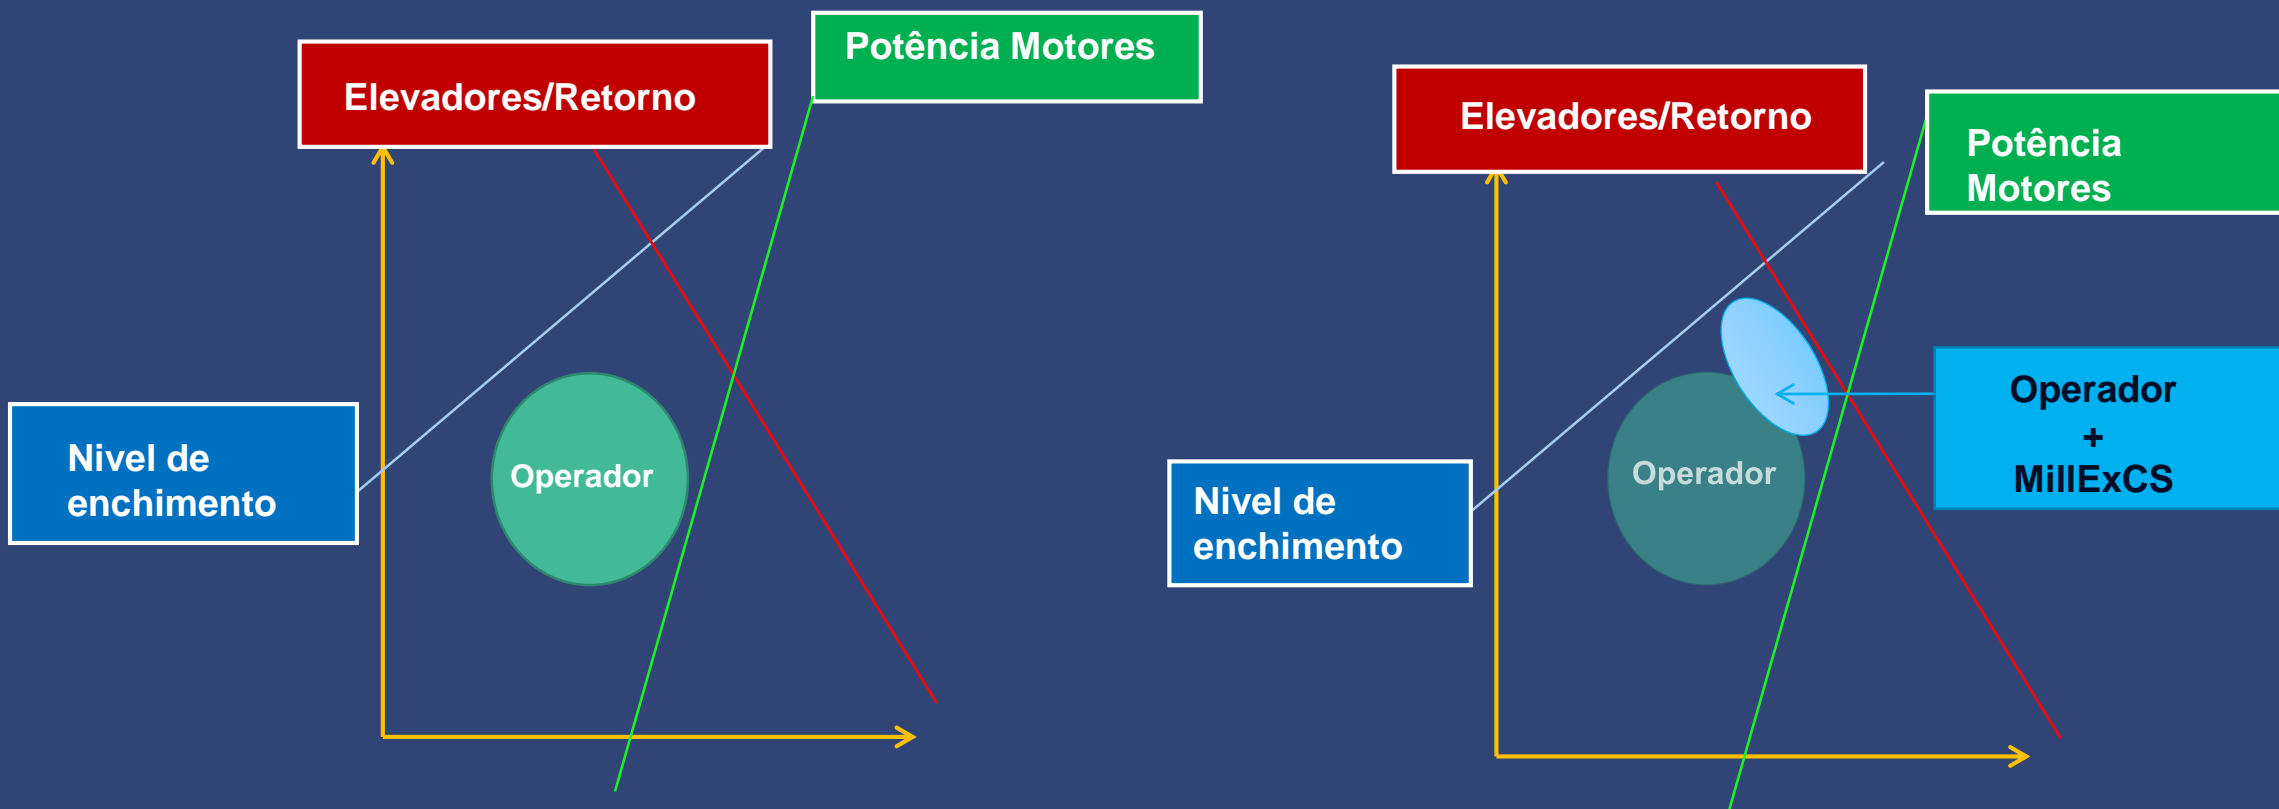 Potência Motores
Elevadores/Retorno
Nivel de
enchimento
Operador
Elevadores/Retorno
Potência
Motores
Operador
+
MillExCS
Operador
Nivel de
enchimento